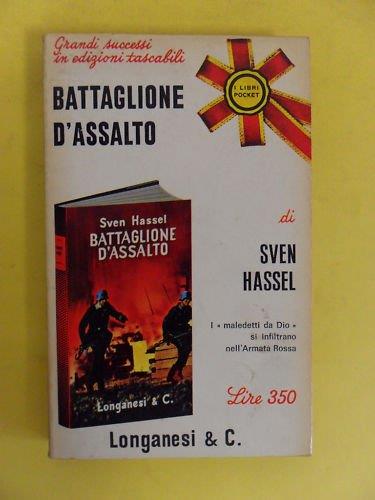 Grandi successi
in edizioni tascabili
BATTAGLIONE
D'ASSALTO
I LIBRI
POCKET
di
SVEN
HASSEL
I « maledetti da Dio »
si infiltrano
nell'Armata Rossa
Sven Hassel
BATTAGLIONE
D'ASSALTO
Longanesi & C.
Lire 350
Longanesi & C.